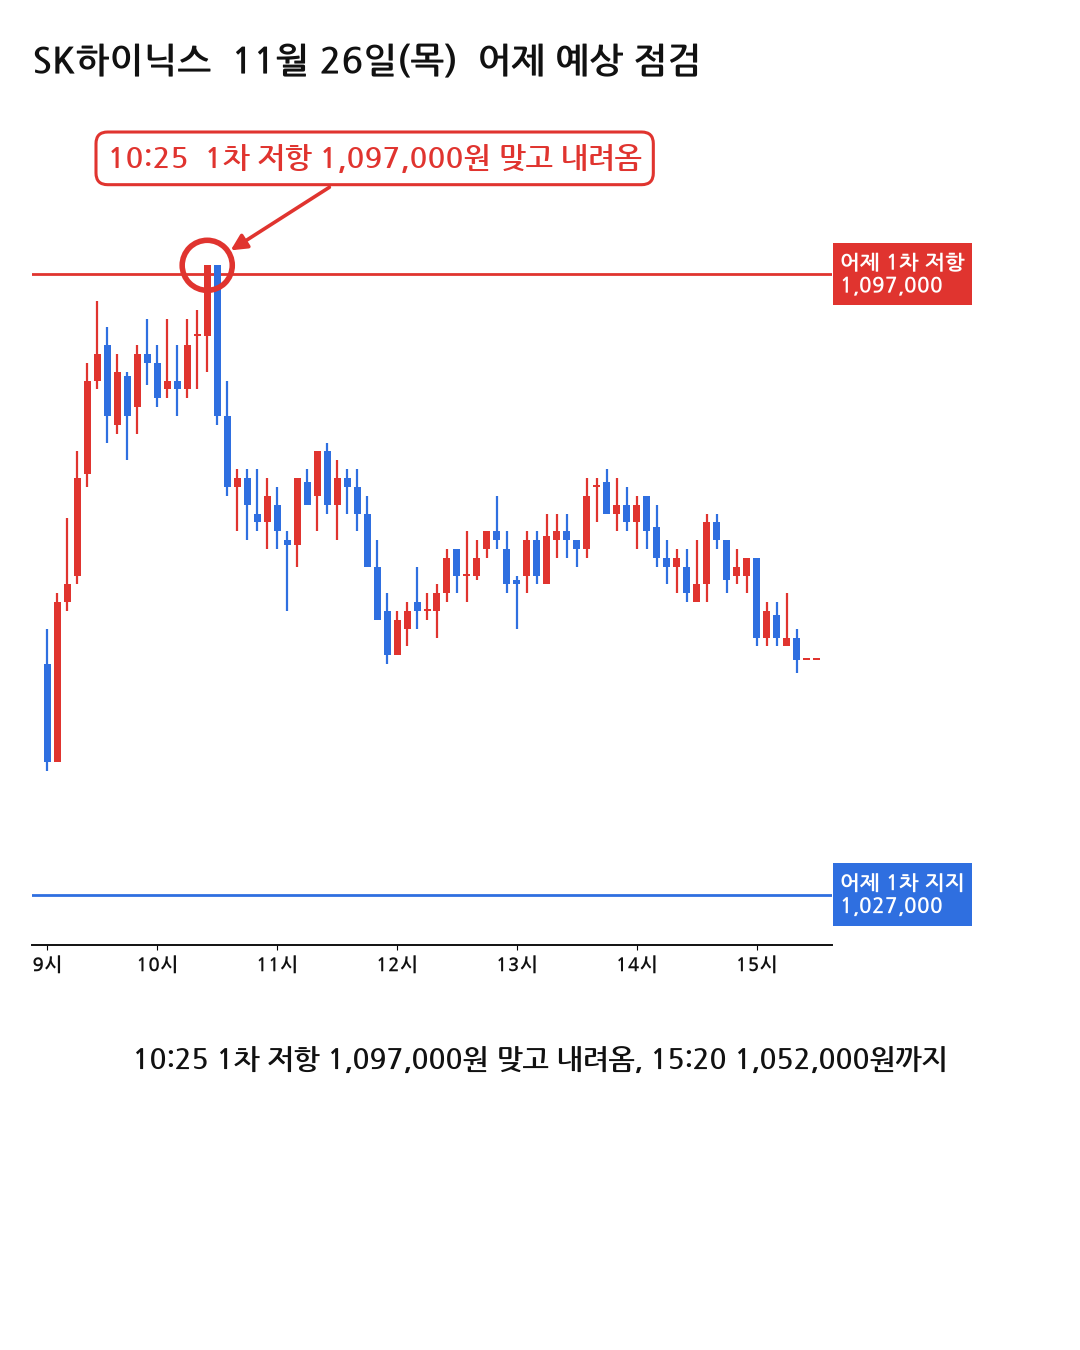 SK하이닉스 11월 26일(목) 어제 예상 점검
10:25 1차 저항 1,097,000원 맞고 내려옴
어제 1차 저항
1,097,000
어제 1차 지지
1,027,000
9시 10시 11시 12시 13시 14시 15시
10:25 1차 저항 1,097,000원 맞고 내려옴, 15:20 1,052,000원까지